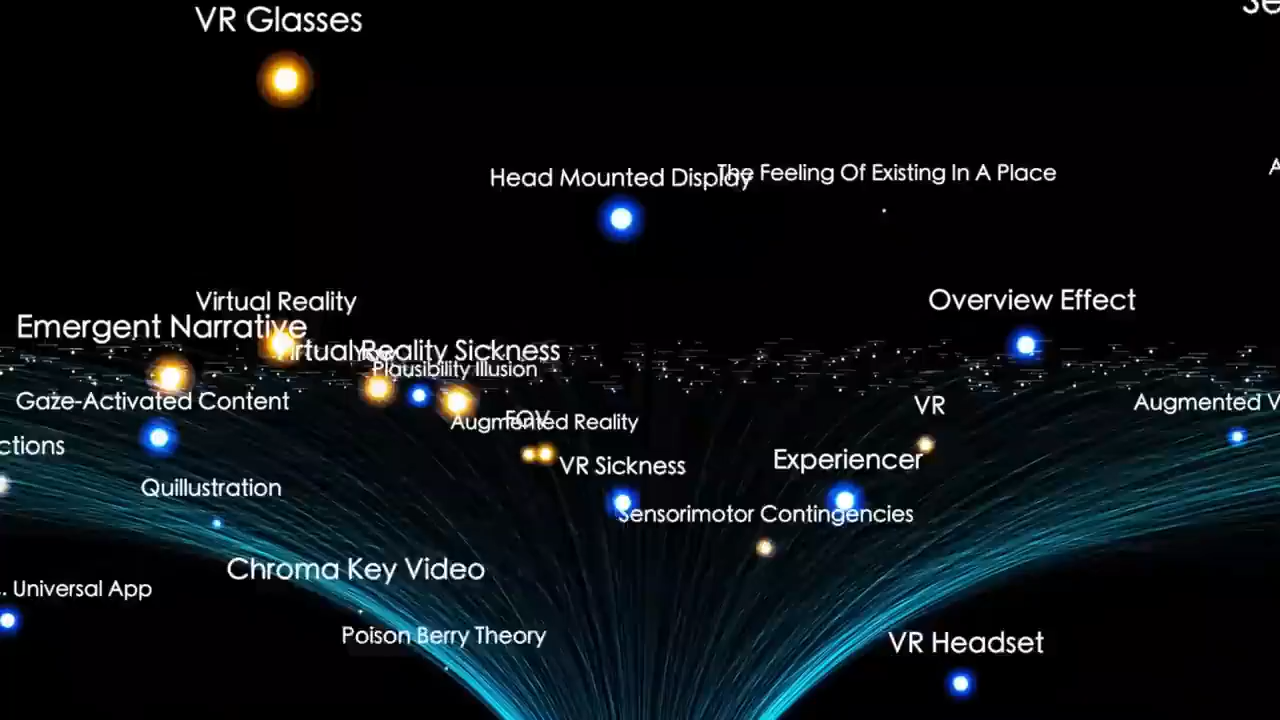 VR Glasses
Head Mounted Display
The Feeling Of Existing In A Place
Virtual Reality
Overview Effect
Emergent Narrative
Virtual Reality Sickness
Plausibility Illusion
Gaze-Activated Content
Augmented
VR
FOV
Augmented Reality
ctions
Experiencer
VR Sickness
Quillustration
Sensorimotor Contingencies
Chroma Key Video
.. Universal App
Poison Berry Theory
VR Headset